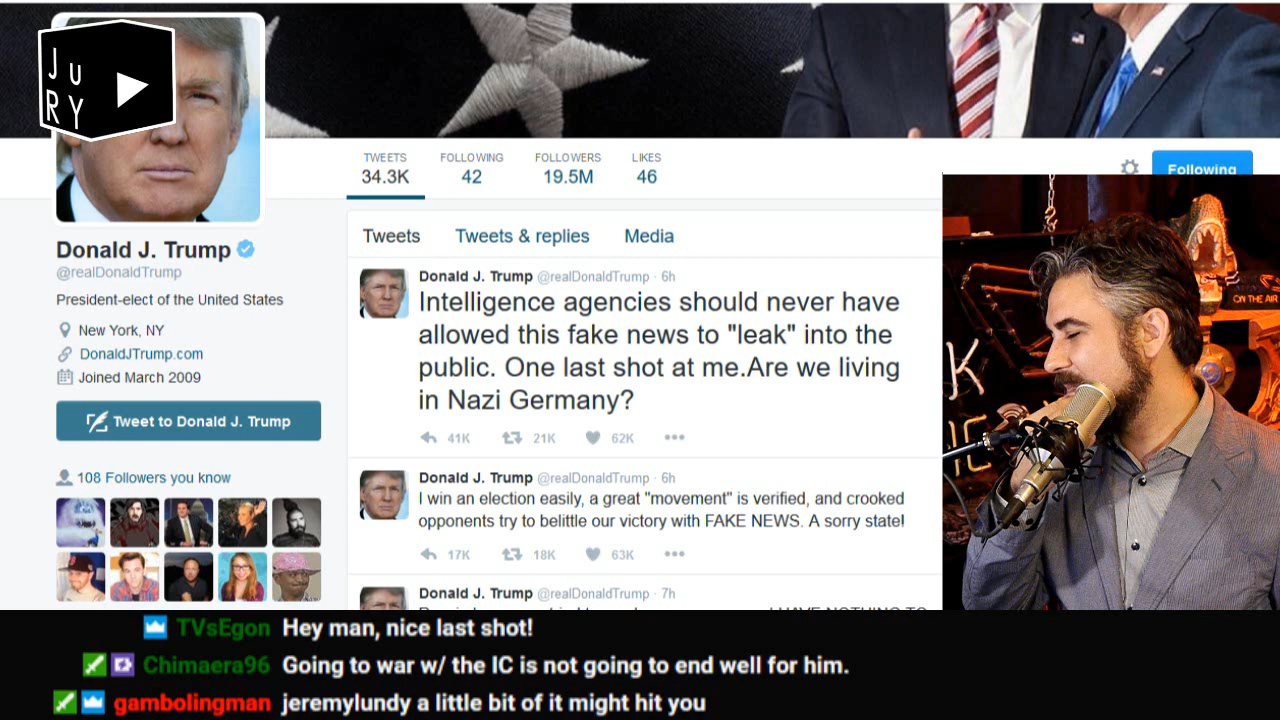 JURY
TWEETS FOLLOWING FOLLOWERS LIKES
34.3K 42 19.5M 46
Following
Donald J. Trump
@realDonaldTrump
President-elect of the United States
New York, NY
DonaldJTrump.com
Joined March 2009
Tweet to Donald J. Trump
108 Followers you know
Tweets Tweets & replies Media
Donald J. Trump @realDonaldTrump · 6h
Intelligence agencies should never have
allowed this fake news to "leak" into the
public. One last shot at me.Are we living
in Nazi Germany?
41K 21K 62K
Donald J. Trump @realDonaldTrump · 6h
I win an election easily, a great "movement" is verified, and crooked
opponents try to belittle our victory with FAKE NEWS. A sorry state!
17K 18K 63K
Donald J. Trump @realDonaldTrump · 7h
I HAVE NOTHING TO
ON THE AIR
TVsEgon Hey man, nice last shot!
Chimaera96 Going to war w/ the IC is not going to end well for him.
gambolingman jeremylundy a little bit of it might hit you